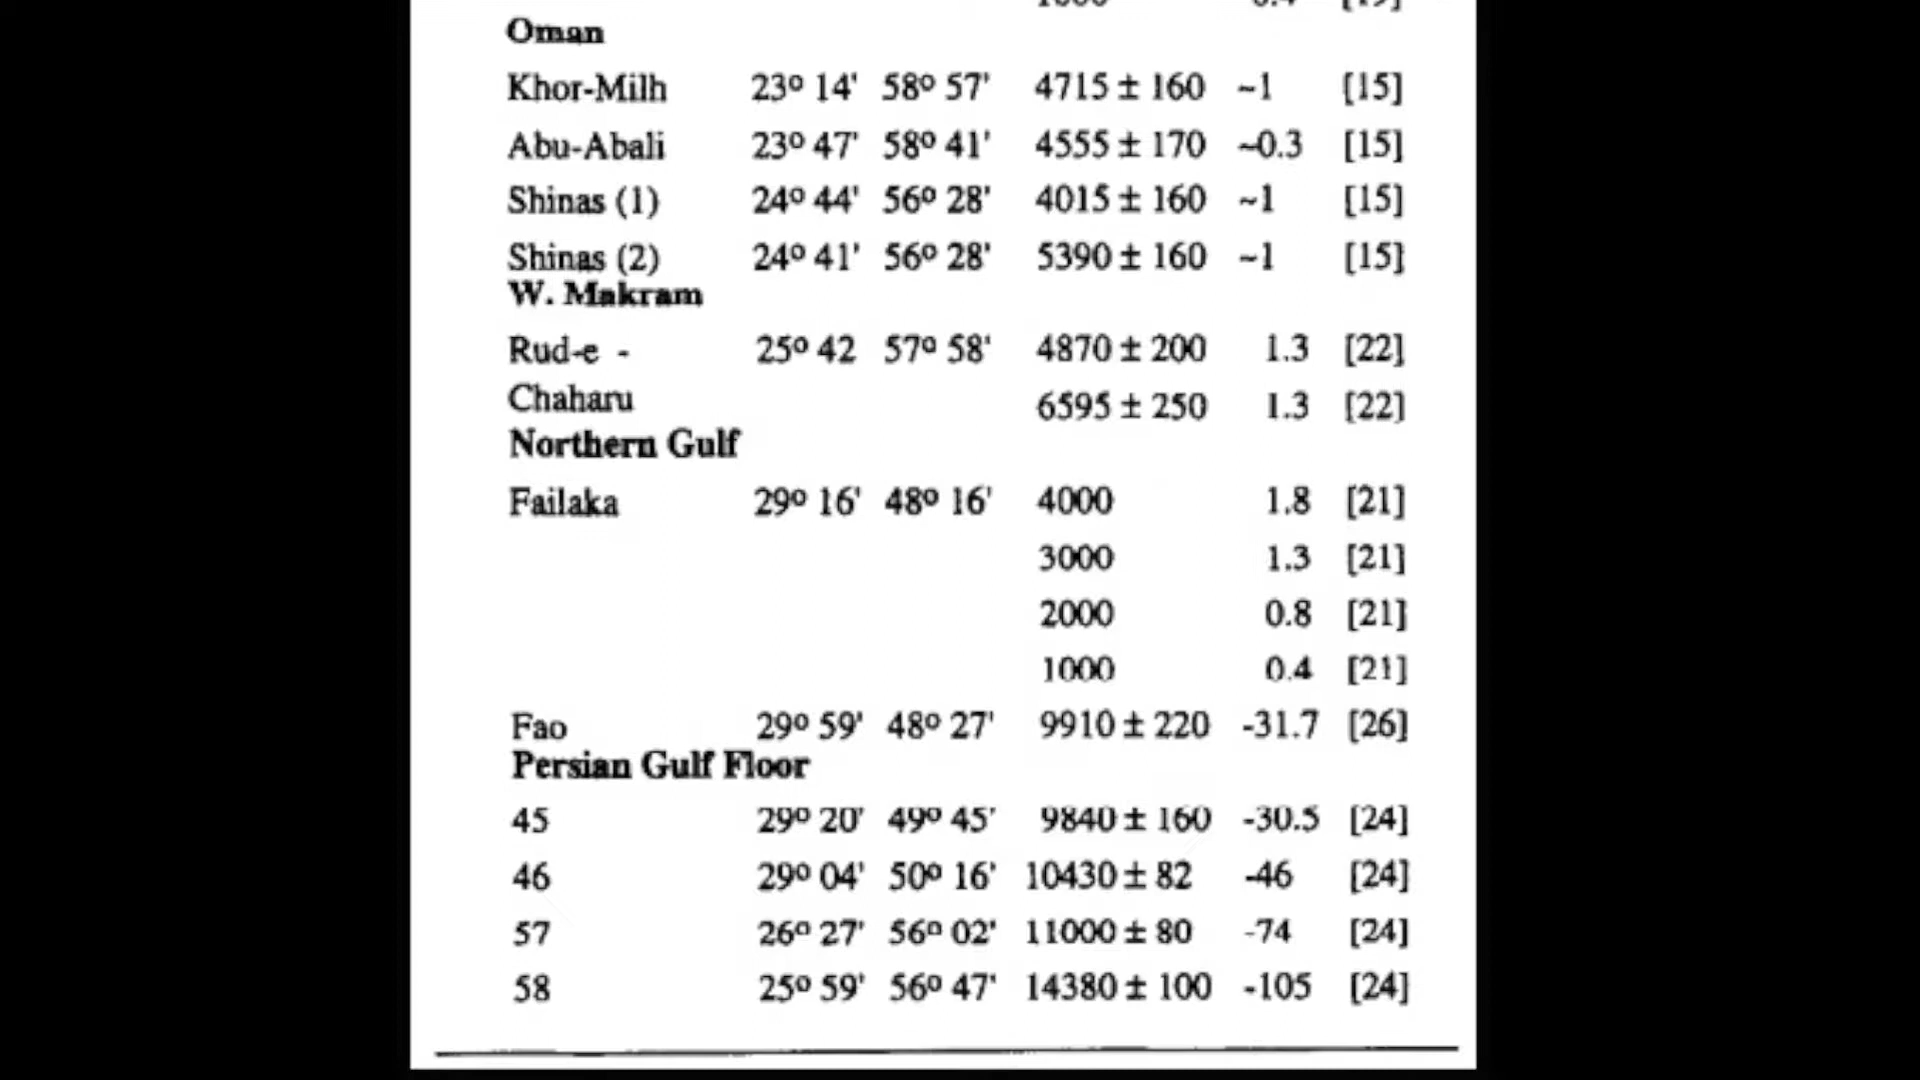 Oman
Khor-Milh 23º 14' 58º 57' 4715 ± 160 ~1 [15]
Abu-Abali 23º 47' 58º 41' 4555 ± 170 ~0.3 [15]
Shinas (1) 24º 44' 56º 28' 4015 ± 160 ~1 [15]
Shinas (2) 24º 41' 56º 28' 5390 ± 160 ~1 [15]
W. Makram
Rud-e - 25º 42 57º 58' 4870 ± 200 1.3 [22]
Chaharu 6595 ± 250 1.3 [22]
Northern Gulf
Failaka 29º 16' 48º 16' 4000 1.8 [21]
3000 1.3 [21]
2000 0.8 [21]
1000 0.4 [21]
Fao 29º 59' 48º 27' 9910 ± 220 -31.7 [26]
Persian Gulf Floor
45 29º 20' 49º 45' 9840 ± 160 -30.5 [24]
46 29º 04' 50º 16' 10430 ± 82 -46 [24]
57 26º 27' 56º 02' 11000 ± 80 -74 [24]
58 25º 59' 56º 47' 14380 ± 100 -105 [24]